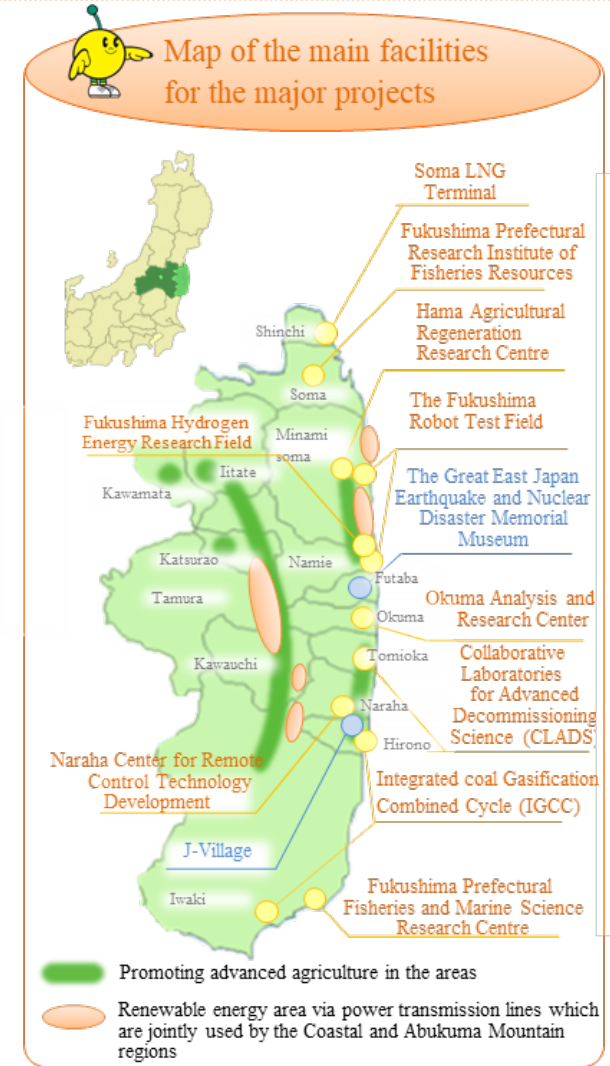 Map of the main facilities
for the major projects
Soma LNG
Terminal
Fukushima Prefectural
Research Institute of
Fisheries Resources
Hama Agricultural
Regeneration
Research Centre
The Fukushima
Robot Test Field
The Great East Japan
Earthquake and Nuclear
Disaster Memorial
Museum
Okuma Analysis and
Research Center
Collaborative
Laboratories
for Advanced
Decommissioning
Science (CLADS)
Integrated coal Gasification
Combined Cycle (IGCC)
Fukushima Prefectural
Fisheries and Marine Science
Research Centre
Fukushima Hydrogen
Energy Research Field
Naraha Center for Remote
Control Technology
Development
J-Village
Shinchi
Soma
Minami
soma
Iitate
Kawamata
Katsurao
Namie
Tamura
Futaba
Okuma
Kawauchi
Tomioka
Naraha
Hirono
Iwaki
Promoting advanced agriculture in the areas
Renewable energy area via power transmission lines which
are jointly used by the Coastal and Abukuma Mountain
regions